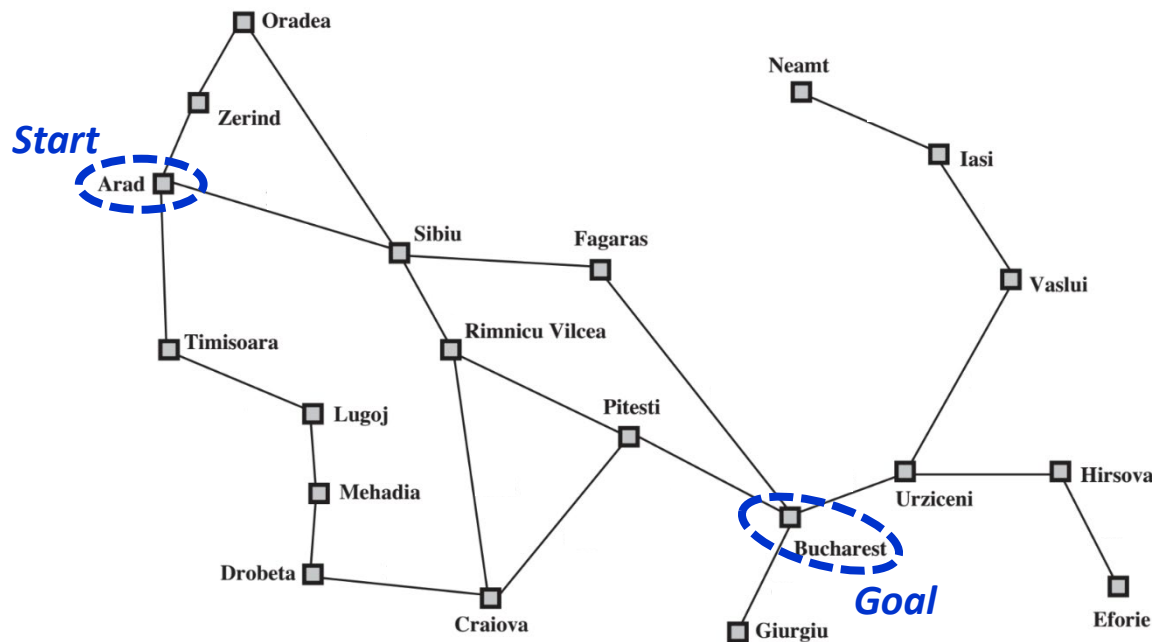 Oradea
Neamt
Zerind
Start
Iasi
Arad
Sibiu
Fagaras
Vaslui
Rimnicu Vilcea
Timisoara
Pitesti
Lugoj
Hirsova
Mehadia
Urziceni
Bucharest
Drobeta
Goal
Craiova
Eforie
Giurgiu